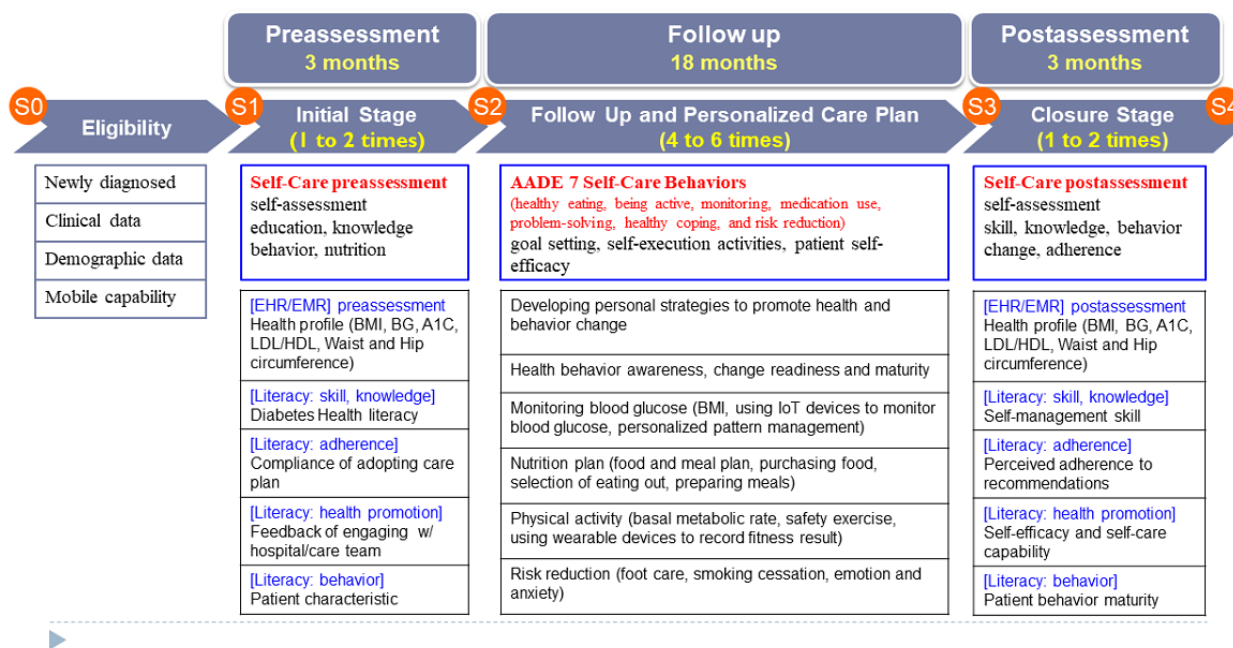 Preassessment
3 months
Follow up
18 months
Postassessment
3 months
S0
Eligibility
S1
Initial Stage
(1 to 2 times)
S2
Follow Up and Personalized Care Plan
(4 to 6 times)
S3
Closure Stage
(1 to 2 times)
S4
Newly diagnosed
Clinical data
Demographic data
Mobile capability
Self-Care preassessment
self-assessment
education, knowledge
behavior, nutrition
[EHR/EMR] preassessment
Health profile (BMI, BG, A1C,
LDL/HDL, Waist and Hip
circumference)
[Literacy: skill, knowledge]
Diabetes Health literacy
[Literacy: adherence]
Compliance of adopting care
plan
[Literacy: health promotion]
Feedback of engaging w/
hospital/care team
[Literacy: behavior]
Patient characteristic
AADE 7 Self-Care Behaviors
(healthy eating, being active, monitoring, medication use,
problem-solving, healthy coping, and risk reduction)
goal setting, self-execution activities, patient self-
efficacy
Developing personal strategies to promote health and
behavior change
Health behavior awareness, change readiness and maturity
Monitoring blood glucose (BMI, using IoT devices to monitor
blood glucose, personalized pattern management)
Nutrition plan (food and meal plan, purchasing food,
selection of eating out, preparing meals)
Physical activity (basal metabolic rate, safety exercise,
using wearable devices to record fitness result)
Risk reduction (foot care, smoking cessation, emotion and
anxiety)
Self-Care postassessment
self-assessment
skill, knowledge, behavior
change, adherence
[EHR/EMR] postassessment
Health profile (BMI, BG, A1C,
LDL/HDL, Waist and Hip
circumference)
[Literacy: skill, knowledge]
Self-management skill
[Literacy: adherence]
Perceived adherence to
recommendations
[Literacy: health promotion]
Self-efficacy and self-care
capability
[Literacy: behavior]
Patient behavior maturity